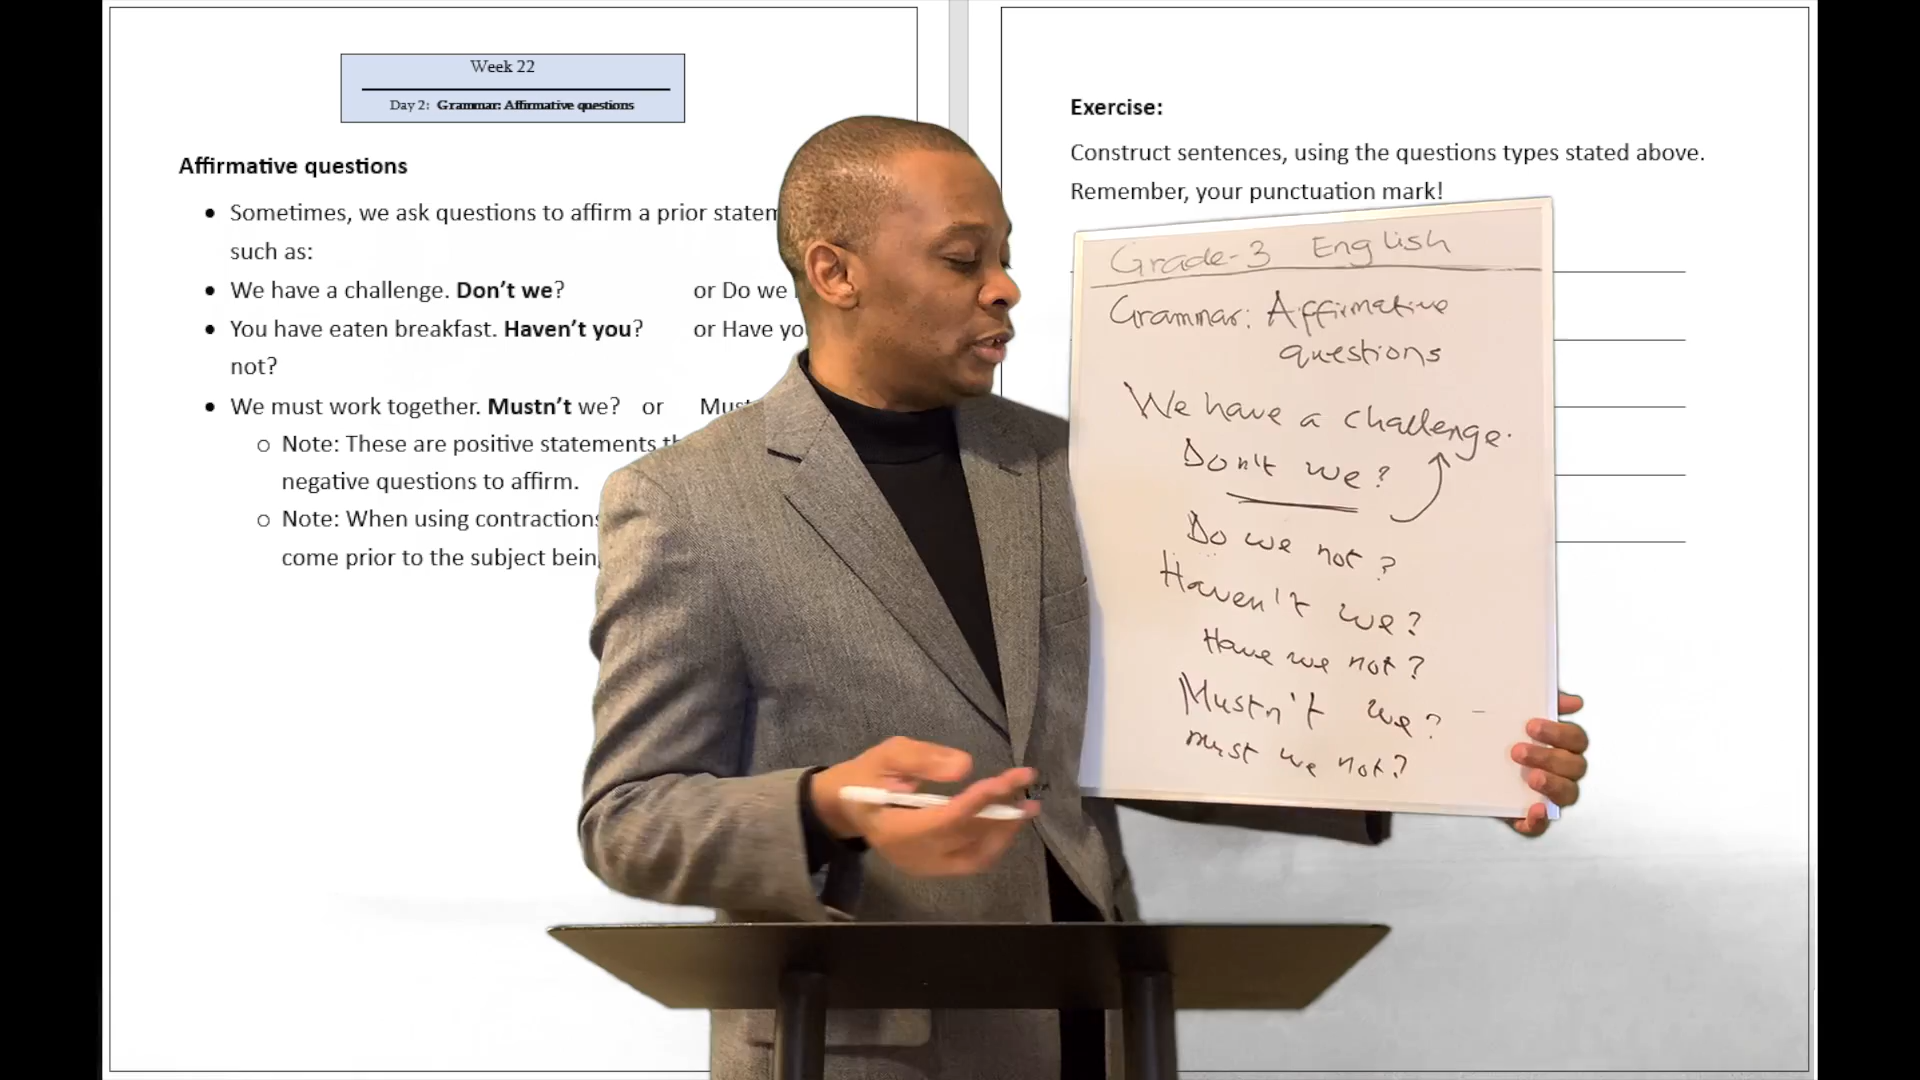 Week 22
Day 2: Grammar: Affirmative questions
Affirmative questions
• Sometimes, we ask questions to affirm a prior
such as:
• We have a challenge. Don't we? or Do we
• You have eaten breakfast. Haven't you? or Have
not?
• We must work together. Mustn't we? or
o Note: These are positive statements
negative questions to affirm.
o Note: When using
come prior to the subject
Exercise:
Construct sentences, using the questions types stated above.
Remember, your punctuation mark!
Grade-3 English
Grammar: Affirmative
questions
We have a challenge.
Don't we?
Do we not?
Haven't we?
Have we not?
Mustn't we?
must we not?